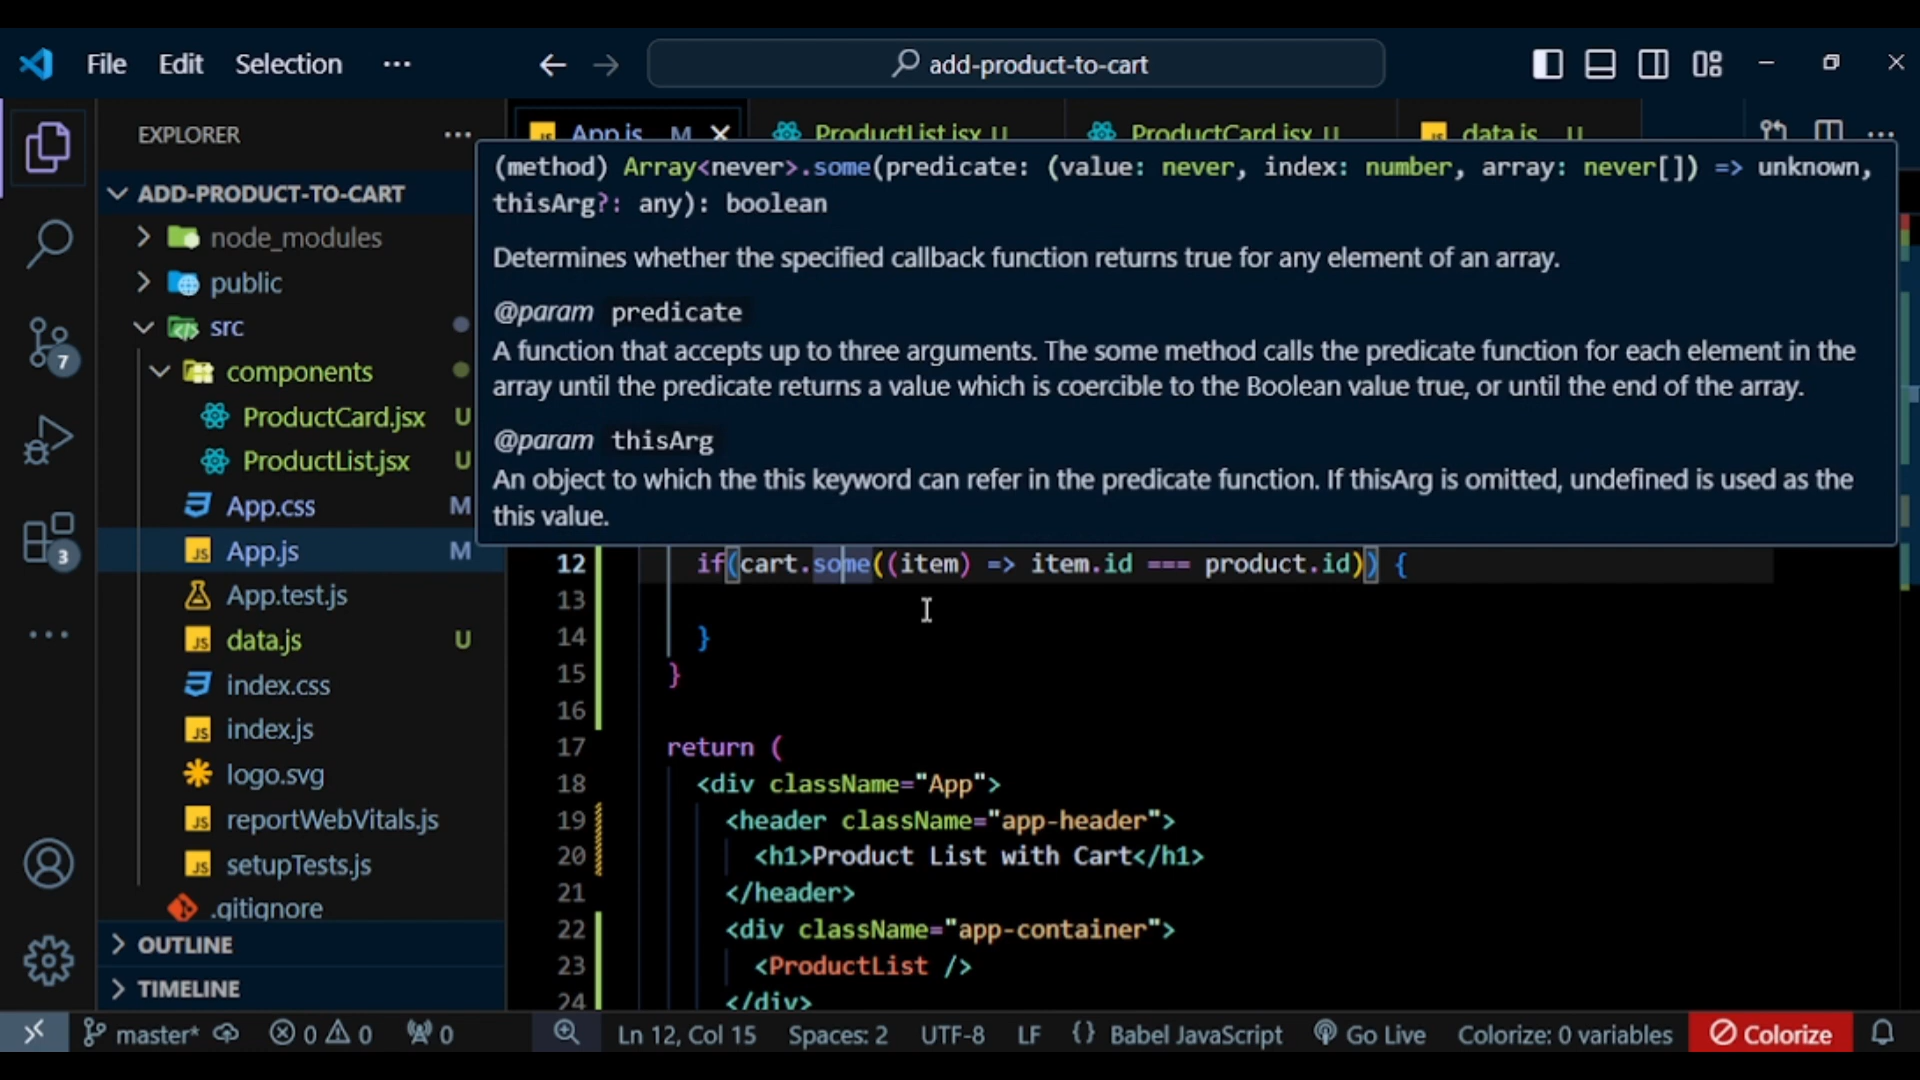 File Edit Selection ···
add-product-to-cart
EXPLORER ···
App.js M
ProductList.jsx U
ProductCard.jsx U
data.js U
ADD-PRODUCT-TO-CART
node_modules
public
src
components
ProductCard.jsx U
ProductList.jsx U
App.css M
App.js M
App.test.js
data.js U
index.css
index.js
logo.svg
reportWebVitals.js
setupTests.js
.gitignore
OUTLINE
TIMELINE
7
3
(method) Array<never>.some(predicate: (value: never, index: number, array: never[]) => unknown,
thisArg?: any): boolean
Determines whether the specified callback function returns true for any element of an array.
@param predicate
A function that accepts up to three arguments. The some method calls the predicate function for each element in the
array until the predicate returns a value which is coercible to the Boolean value true, or until the end of the array.
@param thisArg
An object to which the this keyword can refer in the predicate function. If thisArg is omitted, undefined is used as the
this value.
12 if(cart.some((item) => item.id === product.id)) {
13
14 }
15 }
16
17 return (
18 <div className="App">
19 <header className="app-header">
20 <h1>Product List with Cart</h1>
21 </header>
22 <div className="app-container">
23 <ProductList />
24 </div>
master* 0 0 0 Ln 12, Col 15 Spaces: 2 UTF-8 LF {} Babel JavaScript Go Live Colorize: 0 variables Colorize